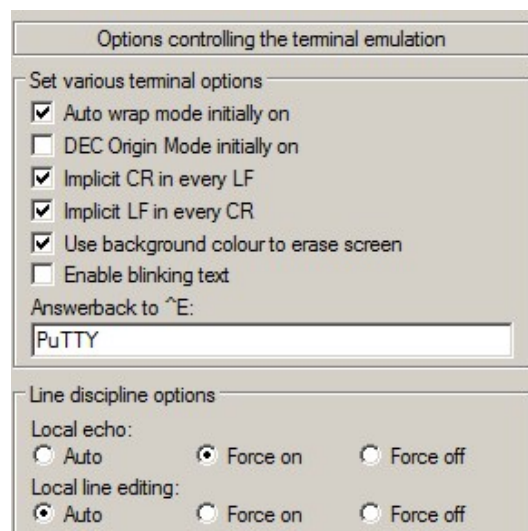 Options controlling the terminal emulation
Set various terminal options
Auto wrap mode initially on
DEC Origin Mode initially on
Implicit CR in every LF
Implicit LF in every CR
Use background colour to erase screen
Enable blinking text
Answerback to ^E:
PuTTY
Line discipline options
Local echo:
Auto Force on Force off
Local line editing:
Auto Force on Force off